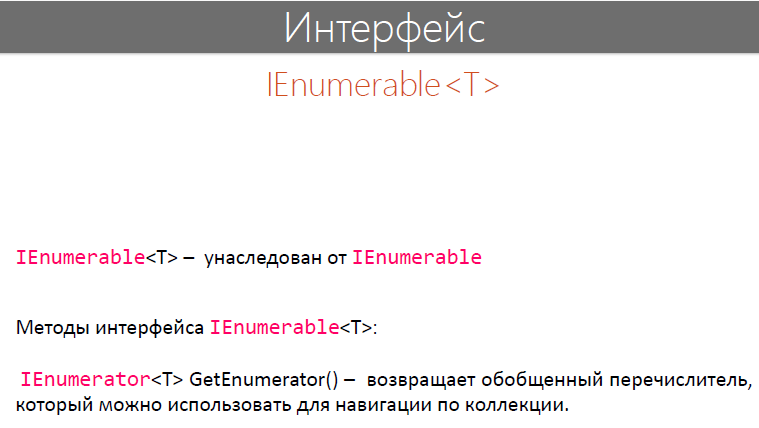 Интерфейс
IEnumerable<T>
IEnumerable<T> – унаследован от IEnumerable
Методы интерфейса IEnumerable<T>:
IEnumerator<T> GetEnumerator() – возвращает обобщенный перечислитель,
который можно использовать для навигации по коллекции.